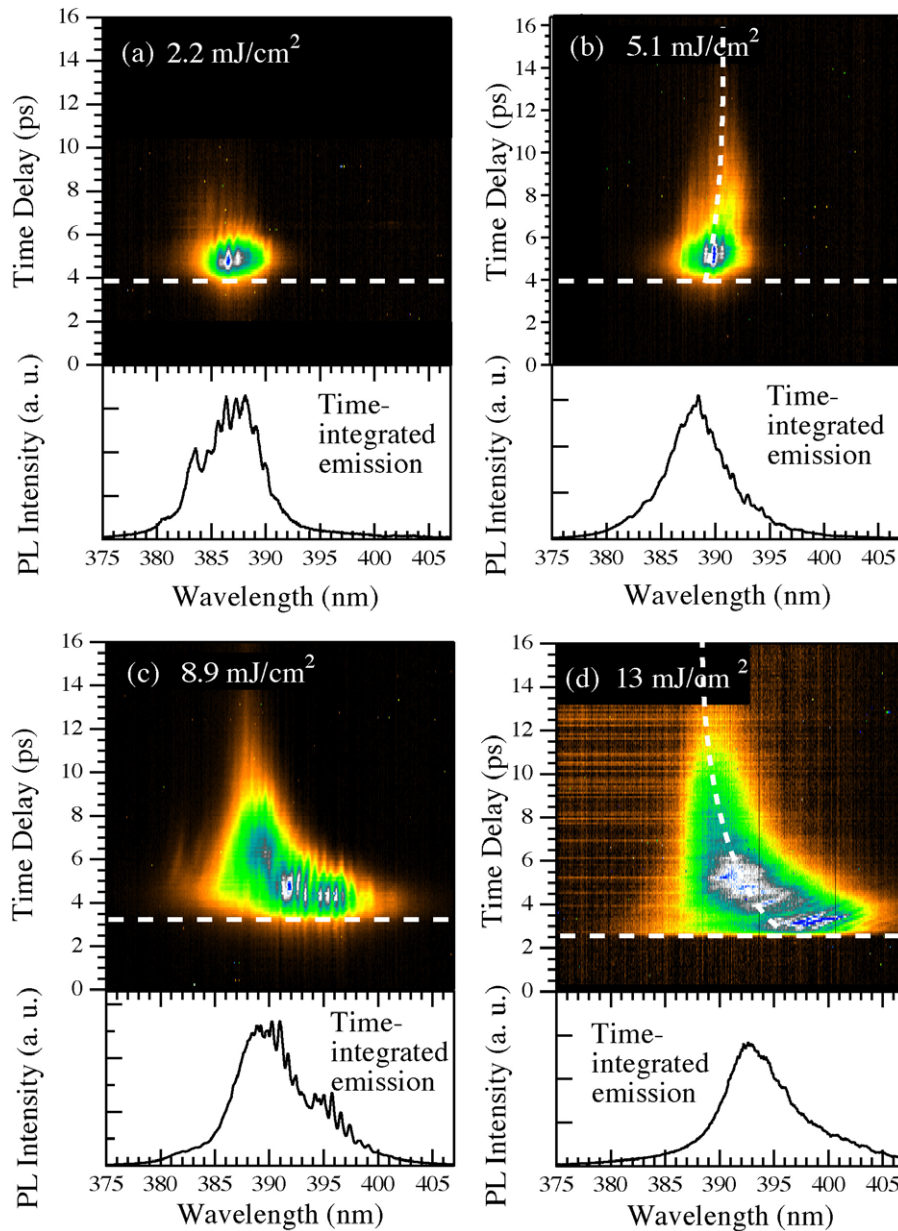 (a) 2.2 mJ/cm²
Time Delay (ps)
16
14
12
10
8
6
4
2
0
PL Intensity (a. u.)
Time-
integrated
emission
375 380 385 390 395 400 405
Wavelength (nm)
(b) 5.1 mJ/cm²
Time Delay (ps)
16
14
12
10
8
6
4
2
0
PL Intensity (a. u.)
Time-integrated
emission
375 380 385 390 395 400 405
Wavelength (nm)
(c) 8.9 mJ/cm²
Time Delay (ps)
16
14
12
10
8
6
4
2
0
PL Intensity (a. u.)
Time-
integrated
emission
375 380 385 390 395 400 405
Wavelength (nm)
(d) 13 mJ/cm²
Time Delay (ps)
16
14
12
10
8
6
4
2
0
PL Intensity (a. u.)
Time-
integrated
emission
375 380 385 390 395 400 405
Wavelength (nm)